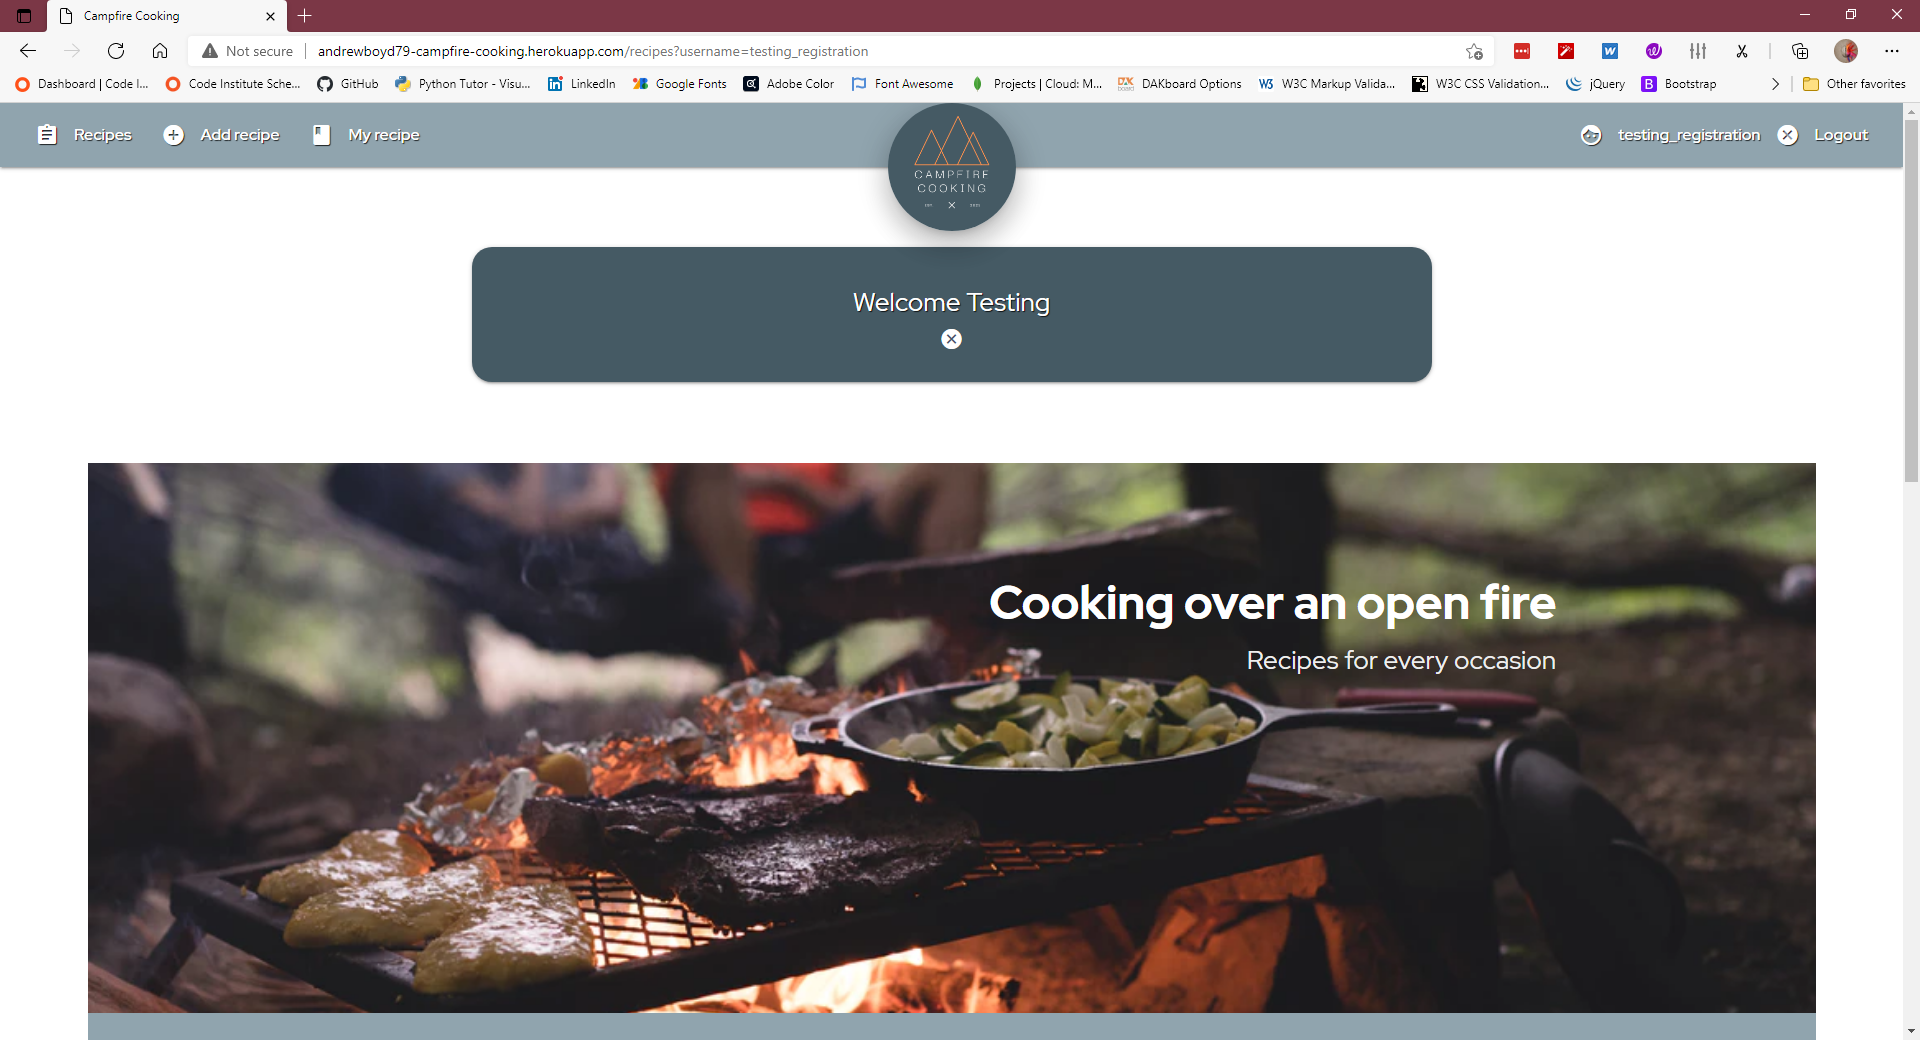 Campfire Cooking
Not secure | andrewboyd79-campfire-cooking.herokuapp.com/recipes?username=testing_registration
Dashboard | Code I... Code Institute Sche... GitHub Python Tutor - Visu... LinkedIn Google Fonts Adobe Color Font Awesome Projects | Cloud: M... DAKboard Options W3C Markup Valida... W3C CSS Validation... jQuery Bootstrap Other favorites
Recipes Add recipe My recipe testing_registration Logout
CAMPFIRE
COOKING
Welcome Testing
Cooking over an open fire
Recipes for every occasion